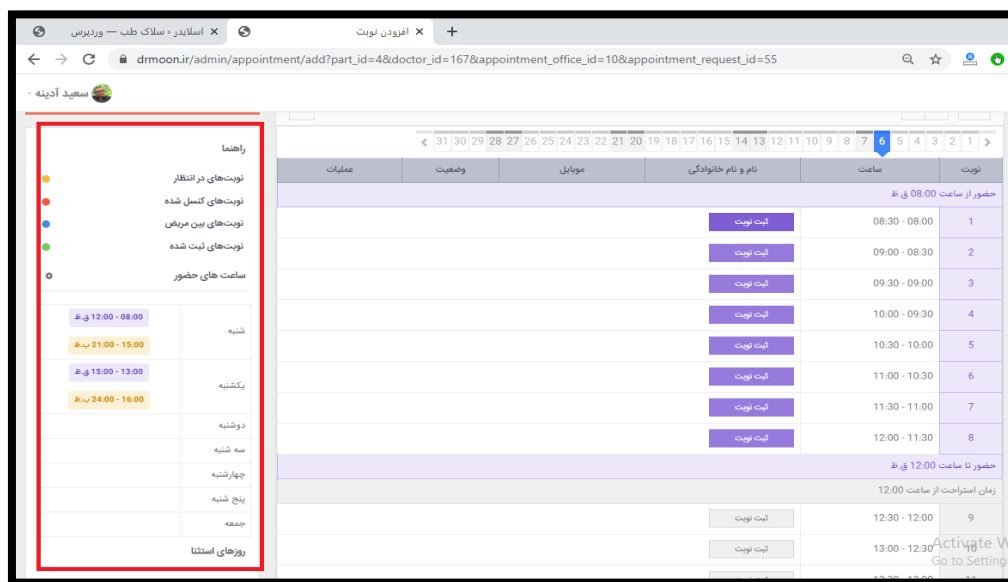 اسلایدر ‹ سلاک طب — وردپرس
افزودن نوبت
drmoon.ir/admin/appointment/add?part_id=4&doctor_id=167&appointment_office_id=10&appointment_request_id=55
سعید آدینه
راهنما
نوبت‌های در انتظار
نوبت‌های کنسل شده
نوبت‌های بین مریض
نوبت‌های ثبت شده
ساعت های حضور
شنبه
08:00 - 12:00 ق.ظ
15:00 - 21:00 ب.ظ
یکشنبه
13:00 - 15:00 ق.ظ
16:00 - 24:00 ب.ظ
دوشنبه
سه شنبه
چهارشنبه
پنج شنبه
جمعه
روزهای استثنا
1 2 3 4 5 6 7 8 9 10 11 12 13 14 15 16 17 18 19 20 21 22 23 24 25 26 27 28 29 30 31
نوبت ساعت نام و نام خانوادگی موبایل وضعیت عملیات
حضور از ساعت 08:00 ق.ظ
1 08:00 - 08:30 ثبت نوبت
2 08:30 - 09:00 ثبت نوبت
3 09:00 - 09:30 ثبت نوبت
4 09:30 - 10:00 ثبت نوبت
5 10:00 - 10:30 ثبت نوبت
6 10:30 - 11:00 ثبت نوبت
7 11:00 - 11:30 ثبت نوبت
8 11:30 - 12:00 ثبت نوبت
حضور تا ساعت 12:00 ق.ظ
زمان استراحت از ساعت 12:00
9 12:00 - 12:30 ثبت نوبت
10 12:30 - 13:00 ثبت نوبت
Activate W
Go to Setting